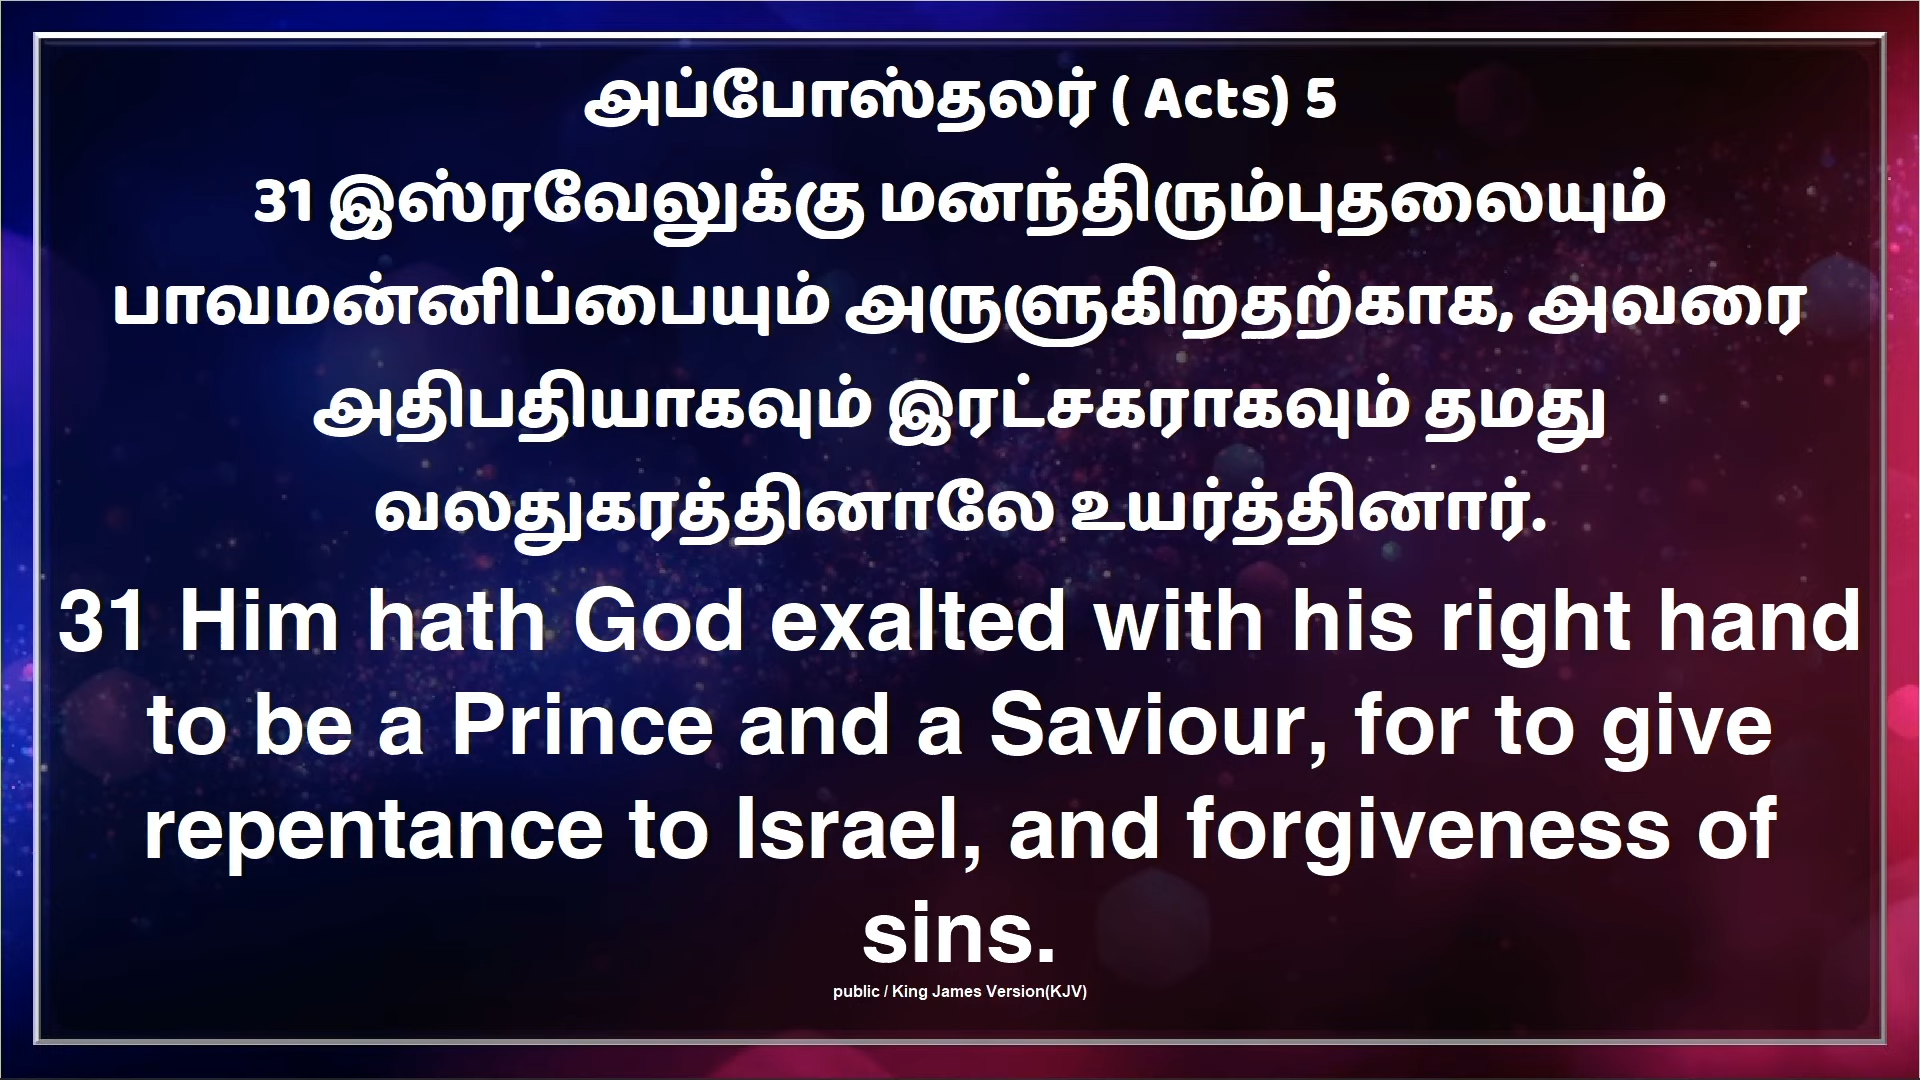 அப்போஸ்தலர் ( Acts) 5
31 இஸ்ரவேலுக்கு மனந்திரும்புதலையும்
பாவமன்னிப்பையும் அருளுகிறதற்காக, அவரை
அதிபதியாகவும் இரட்சகராகவும் தமது
வலதுகரத்தினாலே உயர்த்தினார்.
31 Him hath God exalted with his right hand
to be a Prince and a Saviour, for to give
repentance to Israel, and forgiveness of
sins.
public / King James Version(KJV)